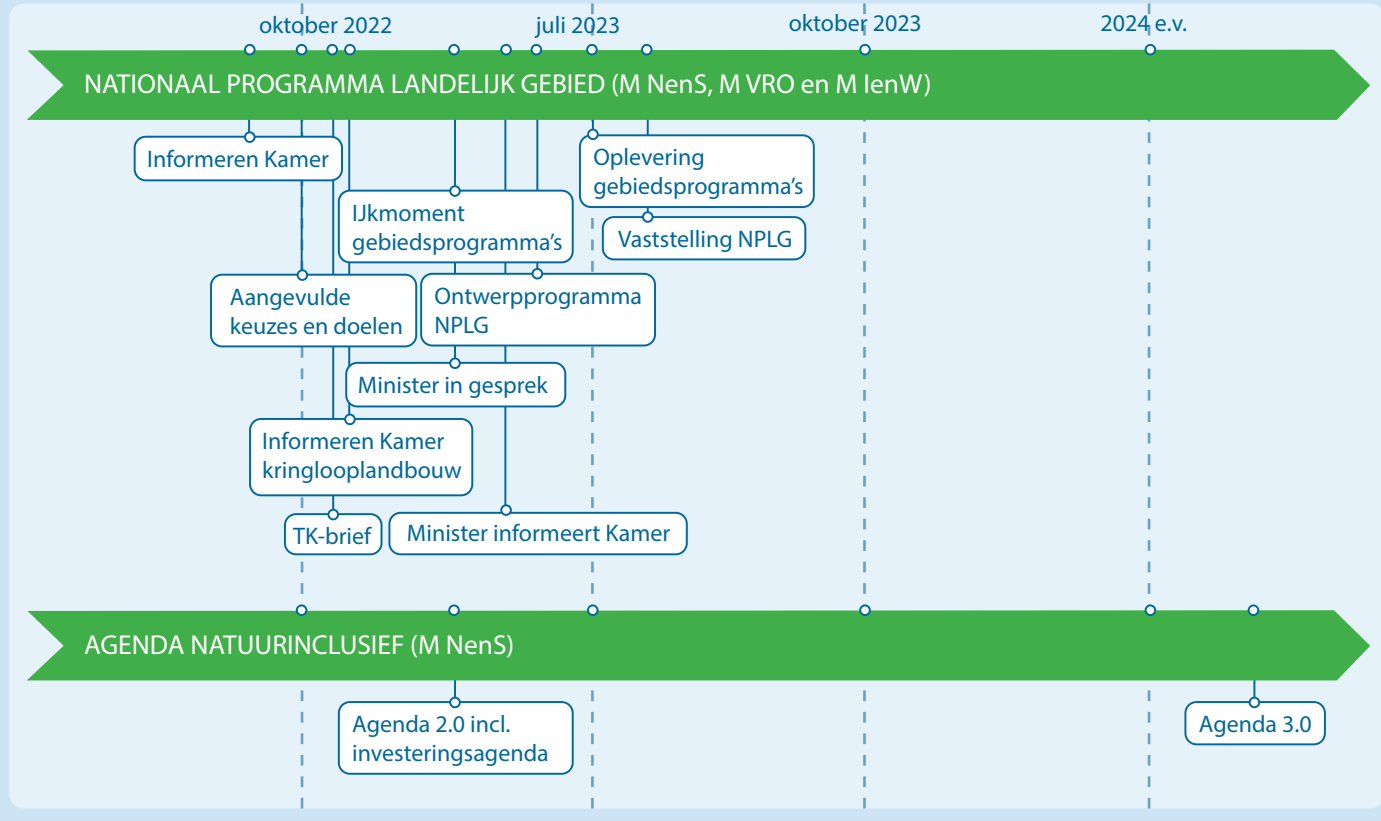 oktober 2022
juli 2023
oktober 2023
2024 e.v.
NATIONAAL PROGRAMMA LANDELIJK GEBIED (M NenS, M VRO en M IenW)
Informeren Kamer
Oplevering
gebiedsprogramma's
IJkmoment
gebiedsprogramma's
Vaststelling NPLG
Aangevulde
keuzes en doelen
Ontwerpprogramma
NPLG
Minister in gesprek
Informeren Kamer
kringlooplandbouw
TK-brief
Minister informeert Kamer
AGENDA NATUURINCLUSIEF (M NenS)
Agenda 2.0 incl.
investeringsagenda
Agenda 3.0